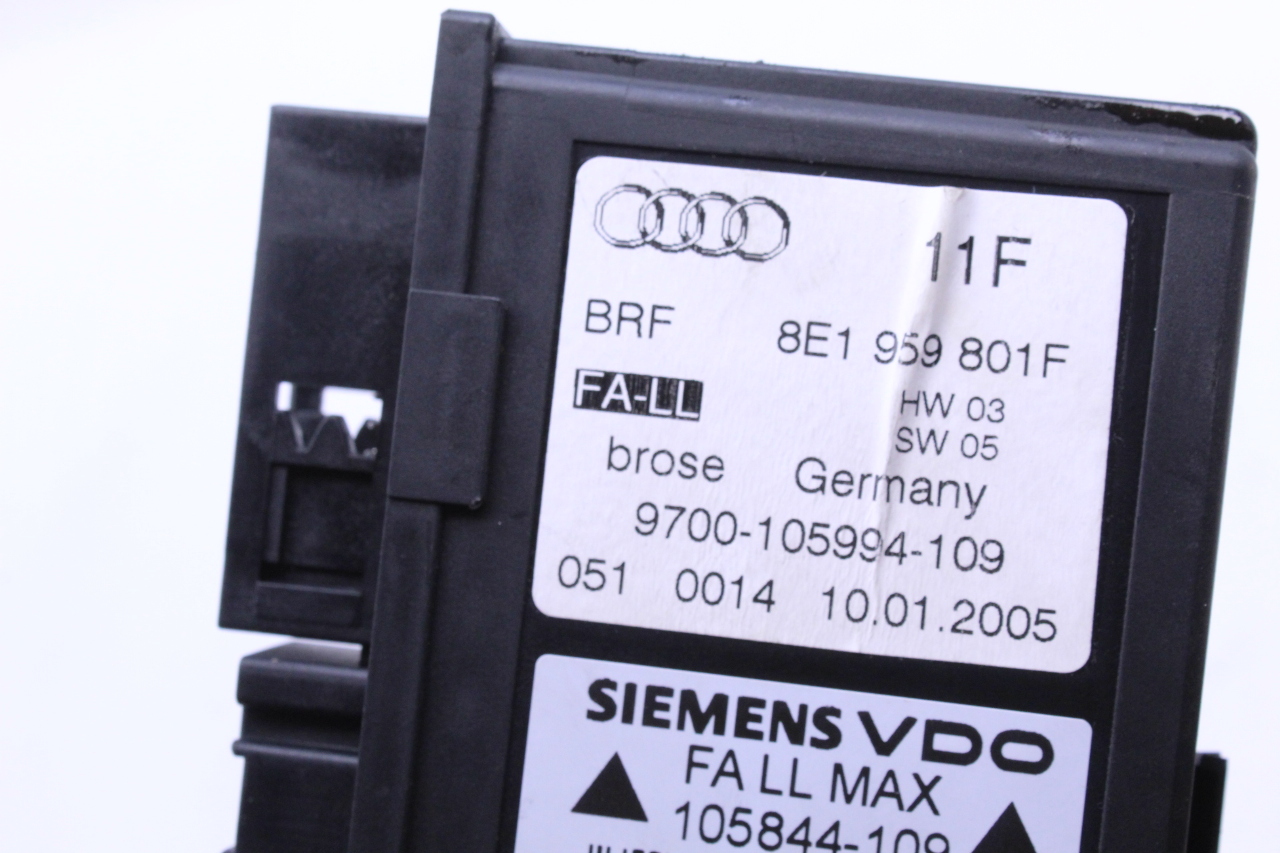 11F
BRF 8E1 959 801F
FA-LL HW 03
SW 05
brose Germany
9700-105994-109
051 0014 10.01.2005
SIEMENS VDO
FA LL MAX
105844-109